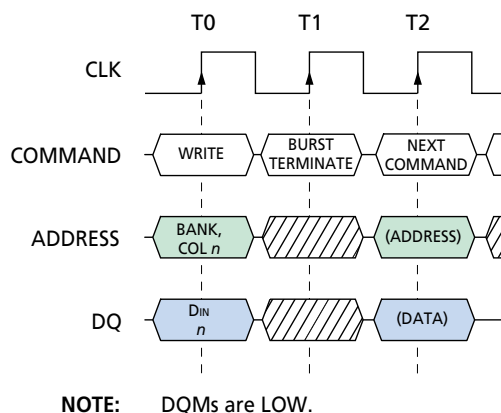 T0 T1 T2
CLK
COMMAND WRITE BURST TERMINATE NEXT COMMAND
ADDRESS BANK, COL n (ADDRESS)
DQ DIN n (DATA)
NOTE: DQMs are LOW.